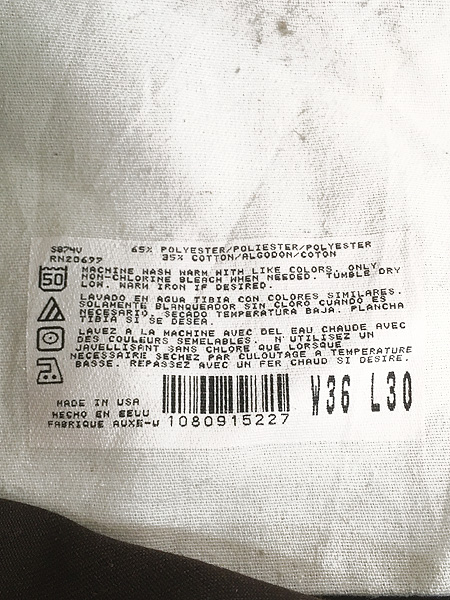 S874U 65% POLYESTER/POLIESTER/POLYESTER
RN20697 35% COTTON/ALGODON/COTON
MACHINE WASH WARM WITH LIKE COLORS. ONLY
NON-CHLORINE BLEACH WHEN NEEDED. TUMBLE DRY
LOW. WARM IRON IF DESIRED.
50
LAVADO EN AGUA TIBIA CON COLORES SIMILARES.
SOLAMENTE BLANQUEADOR SIN CLORO CUANDO ES
NECESARIO. SECADO TEMPERATURA BAJA. PLANCHA
TIBIA SI SE DESEA.
LAVEZ A LA MACHINE AVEC DEL EAU CHAUDE AVEC
DES COULEURS SEMELABLES. N'UTILISEZ UN
JAVELLISANT SANS CHLORE QUE LORSQUE
NECESSAIRE SECHEZ PAR CULOUTAGE A TEMPERATURE
BASSE. REPASSEZ AVEC UN FER CHAUD SI DESIRE.
MADE IN USA
HECHO EN EEUU
FABRIQUE AUXE-U 1080915227
W36 L30